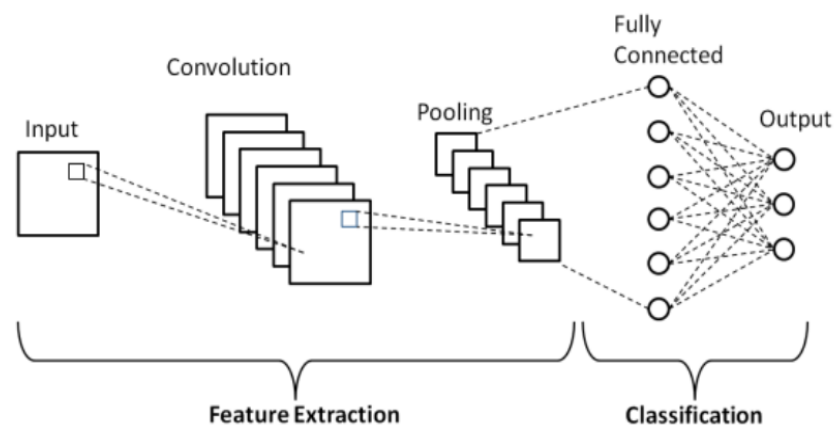 Input
Convolution
Pooling
Fully
Connected
Output
Feature Extraction
Classification